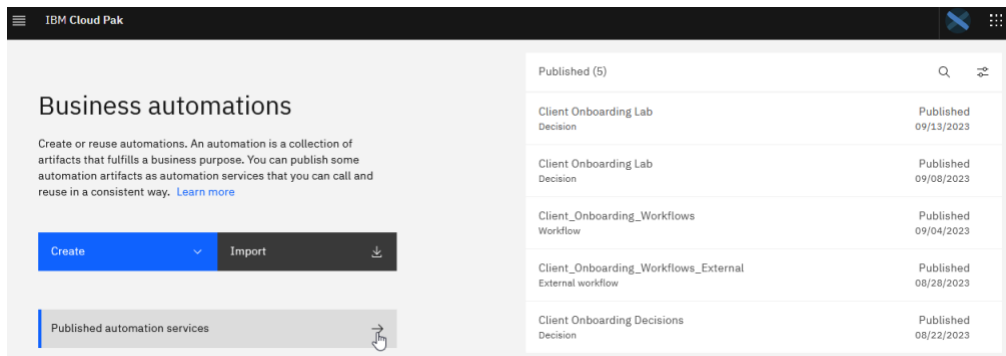 IBM Cloud Pak
Business automations
Create or reuse automations. An automation is a collection of
artifacts that fulfills a business purpose. You can publish some
automation artifacts as automation services that you can call and
reuse in a consistent way. Learn more
Create
Import
Published automation services
Published (5)
Client Onboarding Lab Published
Decision 09/13/2023
Client Onboarding Lab Published
Decision 09/08/2023
Client_Onboarding_Workflows Published
Workflow 09/04/2023
Client_Onboarding_Workflows_External Published
External workflow 08/28/2023
Client Onboarding Decisions Published
Decision 08/22/2023